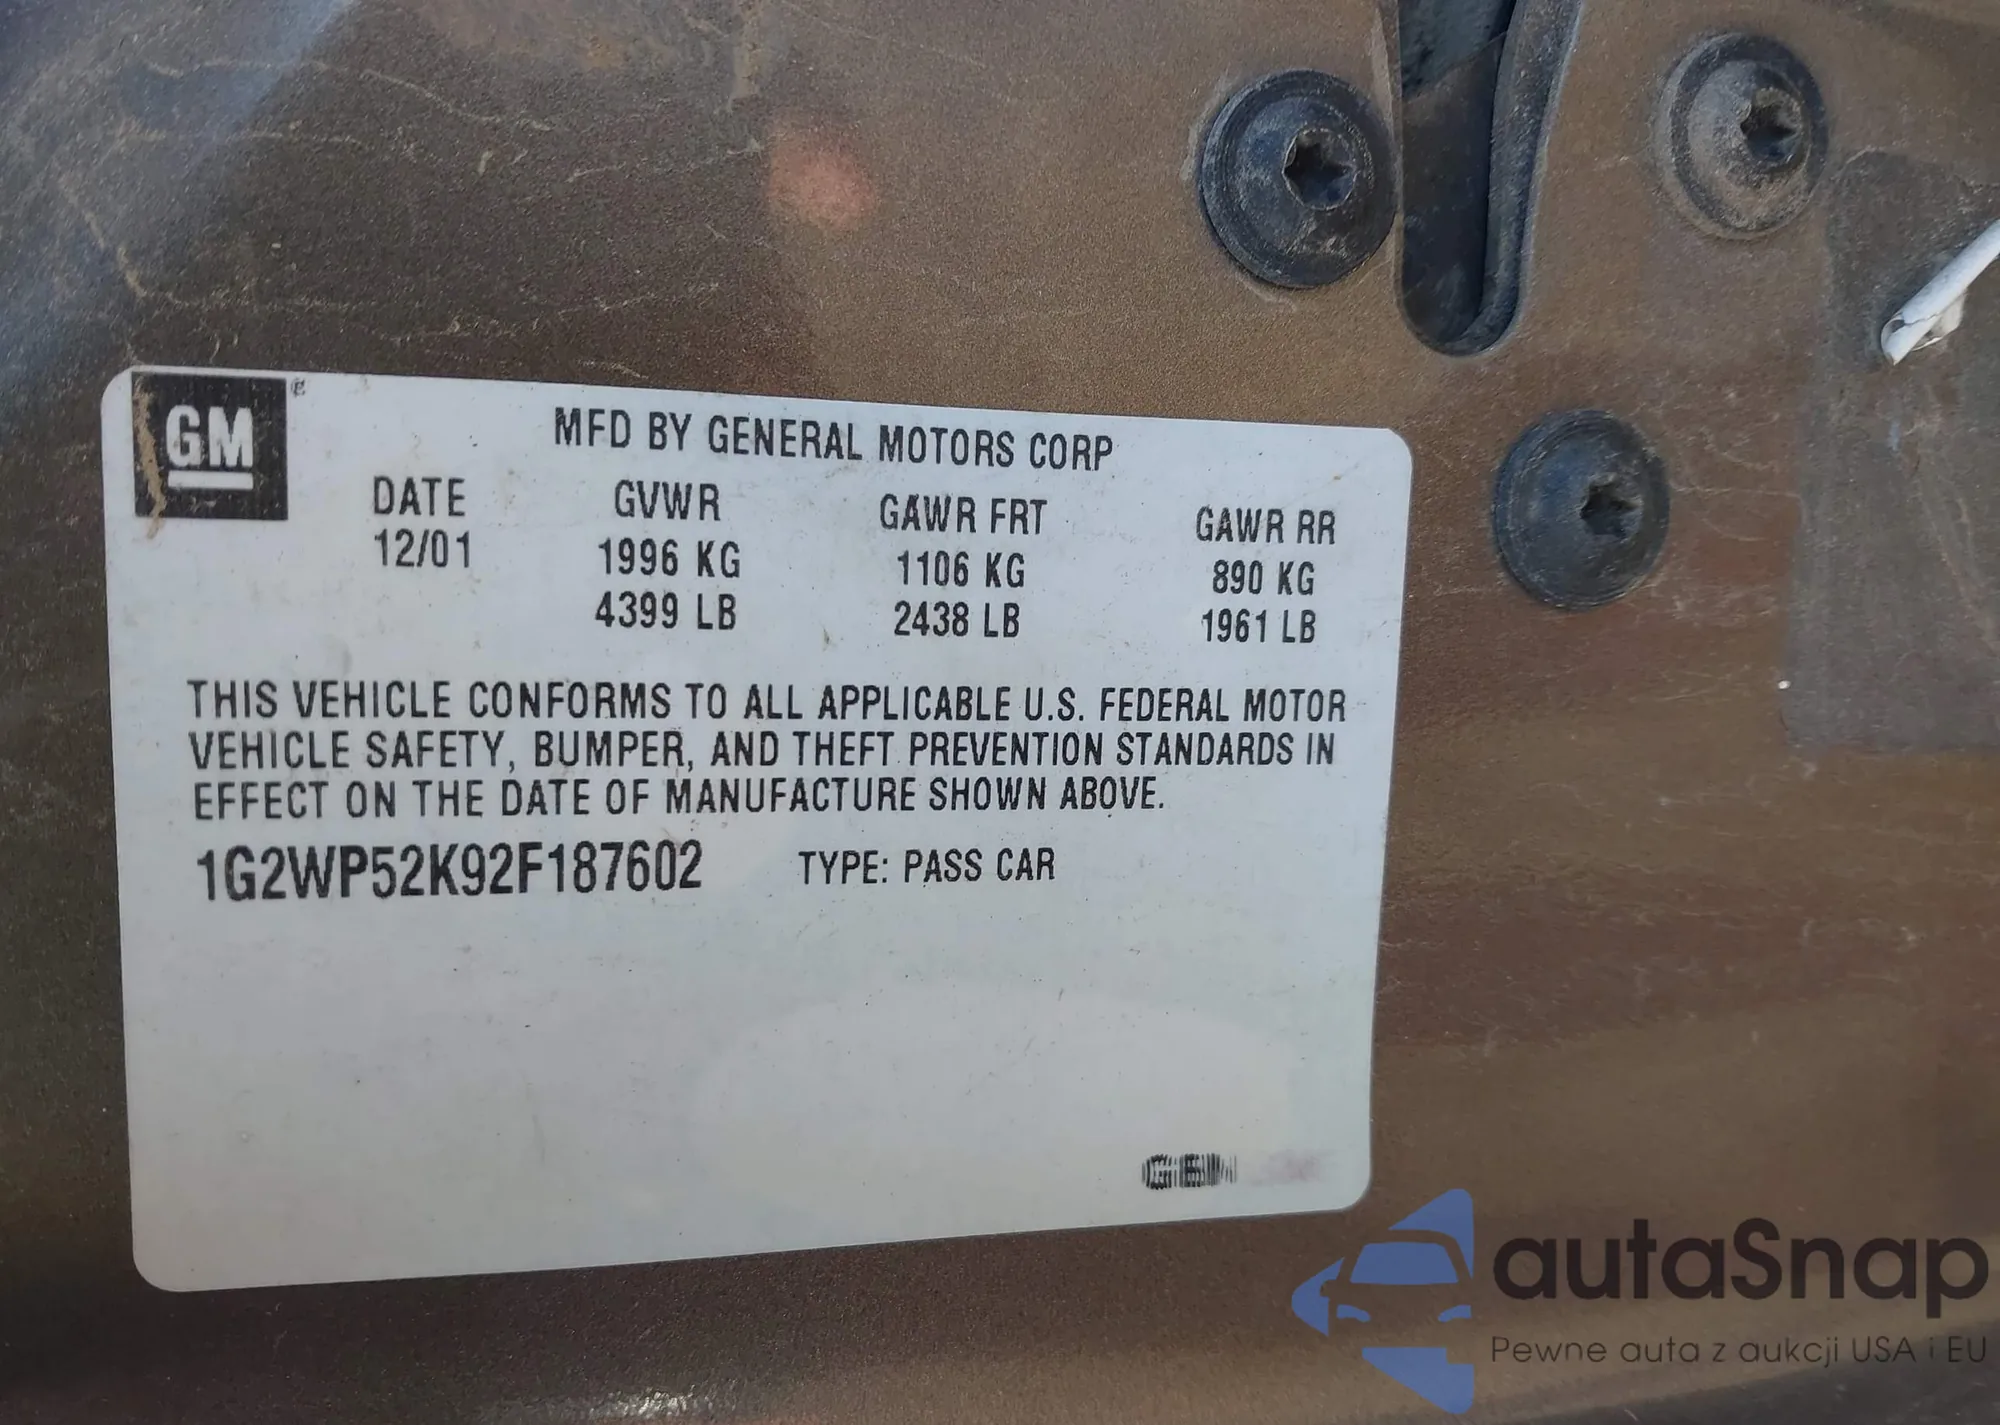 GM
MFD BY GENERAL MOTORS CORP
DATE GVWR GAWR FRT GAWR RR
12/01 1996 KG 1106 KG 890 KG
4399 LB 2438 LB 1961 LB
THIS VEHICLE CONFORMS TO ALL APPLICABLE U.S. FEDERAL MOTOR
VEHICLE SAFETY, BUMPER, AND THEFT PREVENTION STANDARDS IN
EFFECT ON THE DATE OF MANUFACTURE SHOWN ABOVE.
1G2WP52K92F187602 TYPE: PASS CAR
autaSnap
Pewne auta z aukcji USA i EU